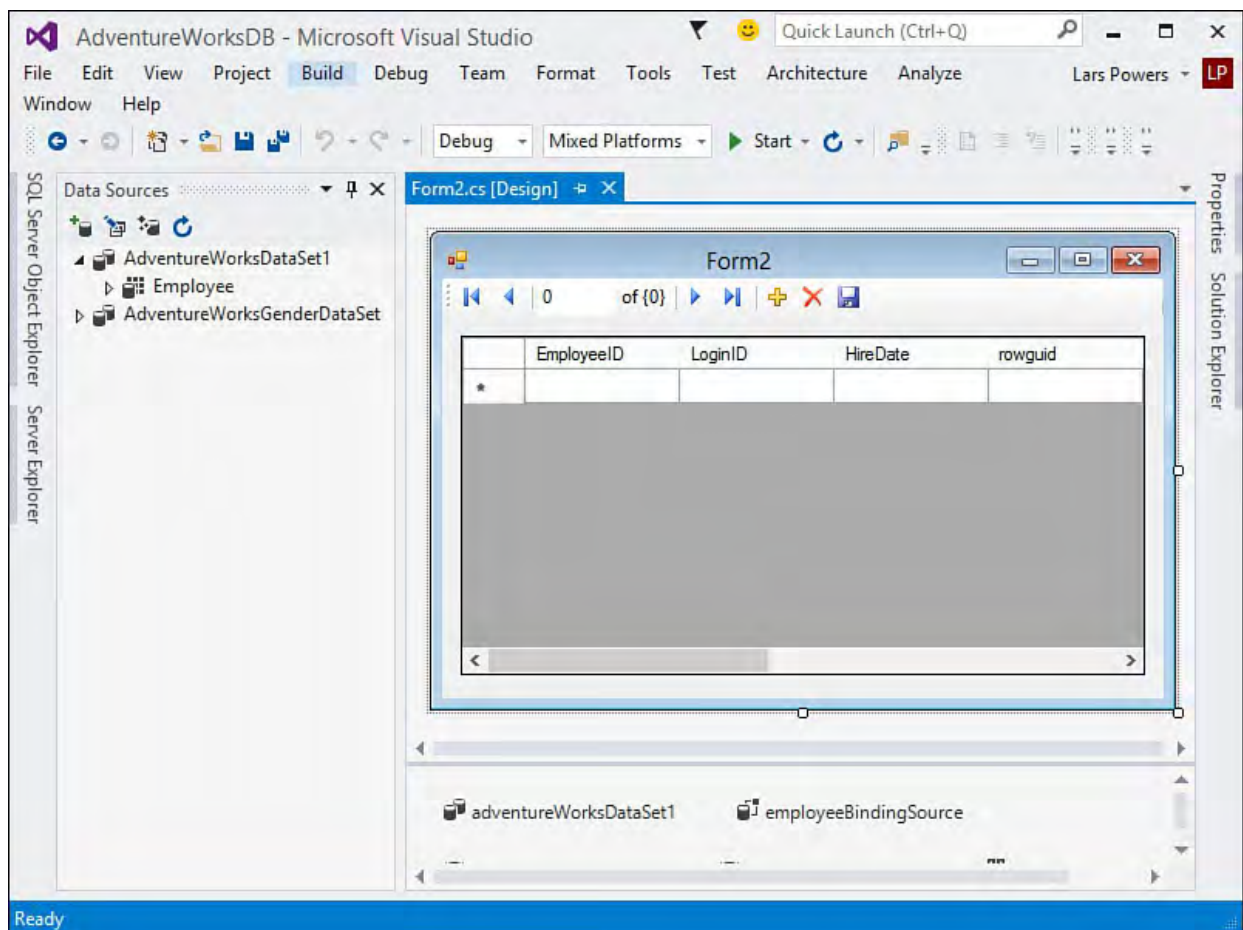 AdventureWorksDB - Microsoft Visual Studio
Quick Launch (Ctrl+Q)
File Edit View Project Build Debug Team Format Tools Test Architecture Analyze Lars Powers LP
Window Help
Debug Mixed Platforms Start
SQL Server Object Explorer
Server Explorer
Data Sources
AdventureWorksDataSet1
Employee
AdventureWorksGenderDataSet
Form2.cs [Design]
Form2
0 of {0}
EmployeeID LoginID HireDate rowguid
*
adventureWorksDataSet1 employeeBindingSource
Properties
Solution Explorer
Ready